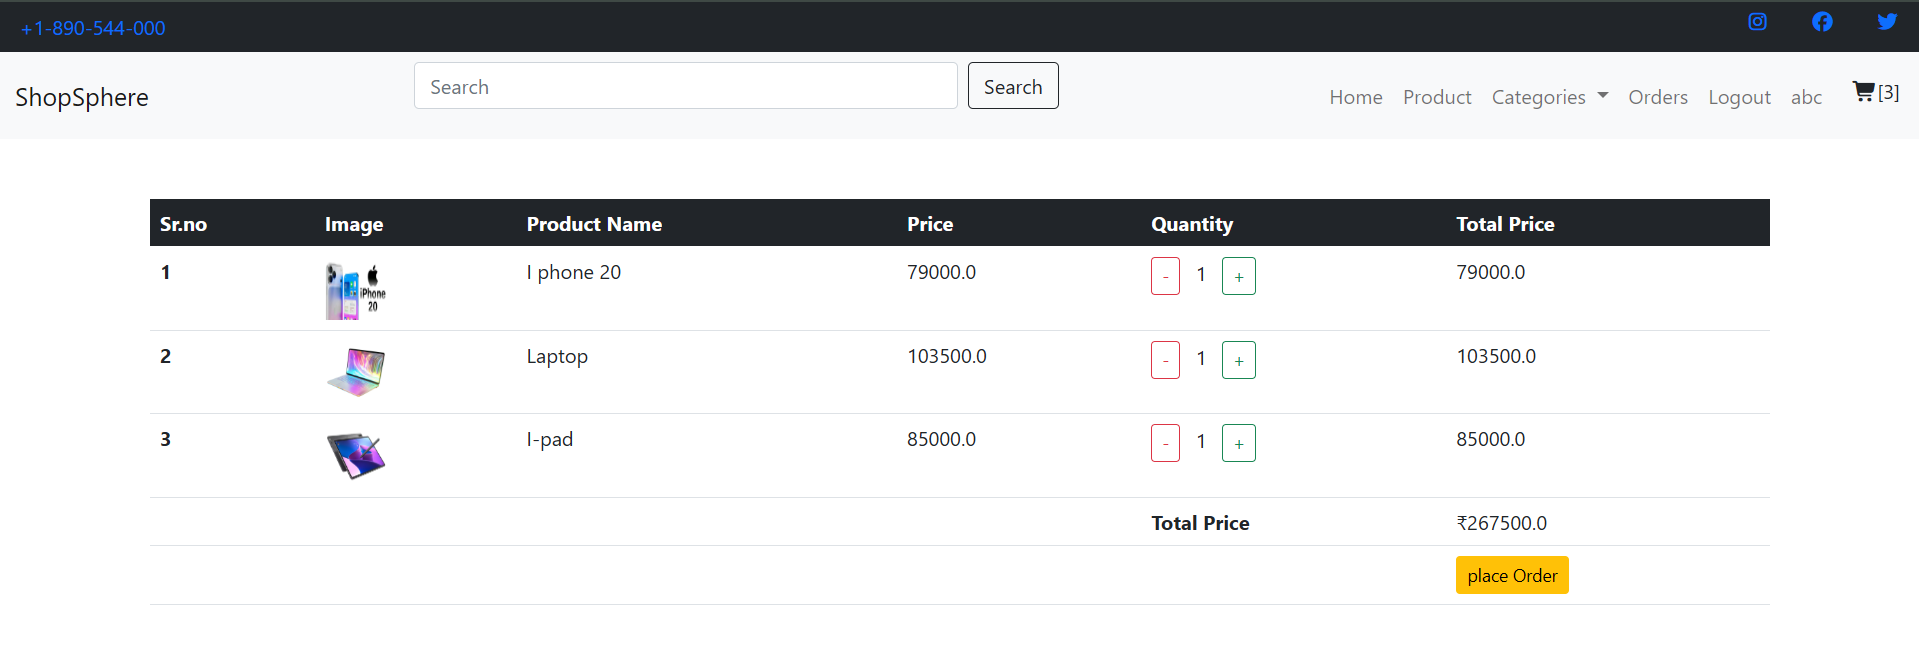 +1-890-544-000
ShopSphere Search Search Home Product Categories Orders Logout abc [3]
Sr.no Image Product Name Price Quantity Total Price
1 iPhone 20 I phone 20 79000.0 - 1 + 79000.0
2 Laptop 103500.0 - 1 + 103500.0
3 I-pad 85000.0 - 1 + 85000.0
Total Price ₹267500.0
place Order